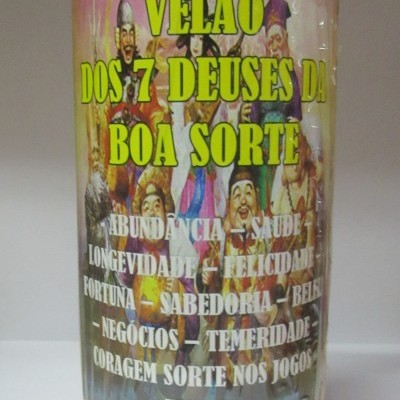 VELÃO
DOS 7 DEUSES DA
BOA SORTE
- ABUNDÂNCIA - SAÚDE -
LONGEVIDADE - FELICIDADE -
FORTUNA - SABEDORIA -
- NEGÓCIOS - TEMERIDADE -
CORAGEM SORTE NOS JOGOS